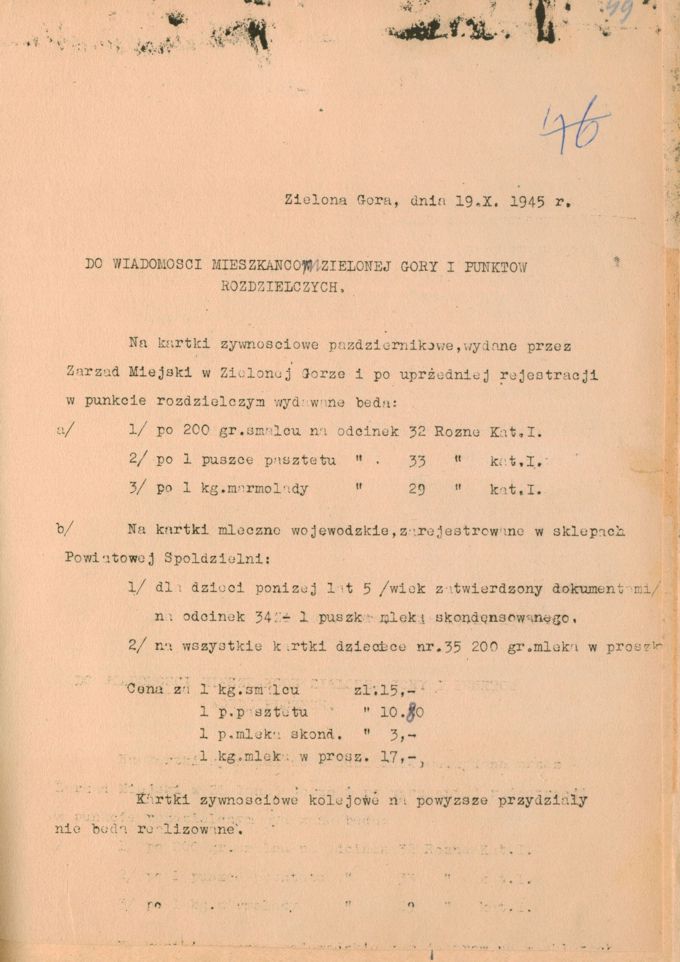 49
46
Zielona Gora, dnia 19.X. 1945 r.
DO WIADOMOSCI MIESZKANCOM ZIELONEJ GORY I PUNKTOW
ROZDZIELCZYCH.
Na kartki zywnosciowe pazdziernikowe,wydane przez
Zarzad Miejski w Zielonej Gorze i po uprzedniej rejestracji
w punkcie rozdzielczym wydawane beda:
a/ 1/ po 200 gr.smalcu na odcinek 32 Rozne Kat.I.
2/ po 1 puszce pasztetu " . 33 " kat.I.
3/ po 1 kg.marmolady " 29 " kat.I.
b/ Na kartki mleczne wojewodzkie,zarejestrowane w sklepach
Powiatowej Spoldzielni:
1/ dla dzieci ponizej lat 5 /wiek zatwierdzony dokumentami/
na odcinek 34 - 1 puszka mleka skondensowanego.
2/ na wszystkie kartki dziecece nr.35 200 gr.mleka w proszk
Cena za 1 kg.smalcu zl.15,-
1 p.pasztetu " 10.80
1 p.mleka skond. " 3,-
1 kg.mleka w prosz. 17,-
Kartki zywnosciowe kolejowe na powyzsze przydzialy
nie beda realizowane.